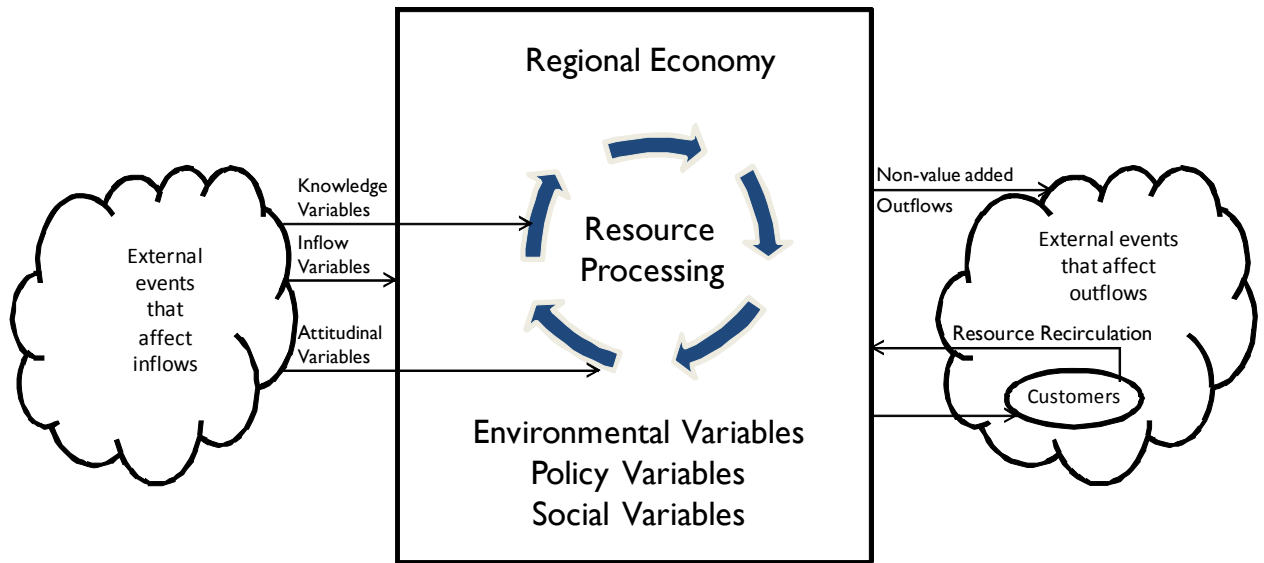 Regional Economy
Knowledge
Variables
Inflow
Variables
Attitudinal
Variables
External
events
that
affect
inflows
Resource
Processing
Environmental Variables
Policy Variables
Social Variables
Non-value added
Outflows
External events
that affect
outflows
Resource Recirculation
Customers